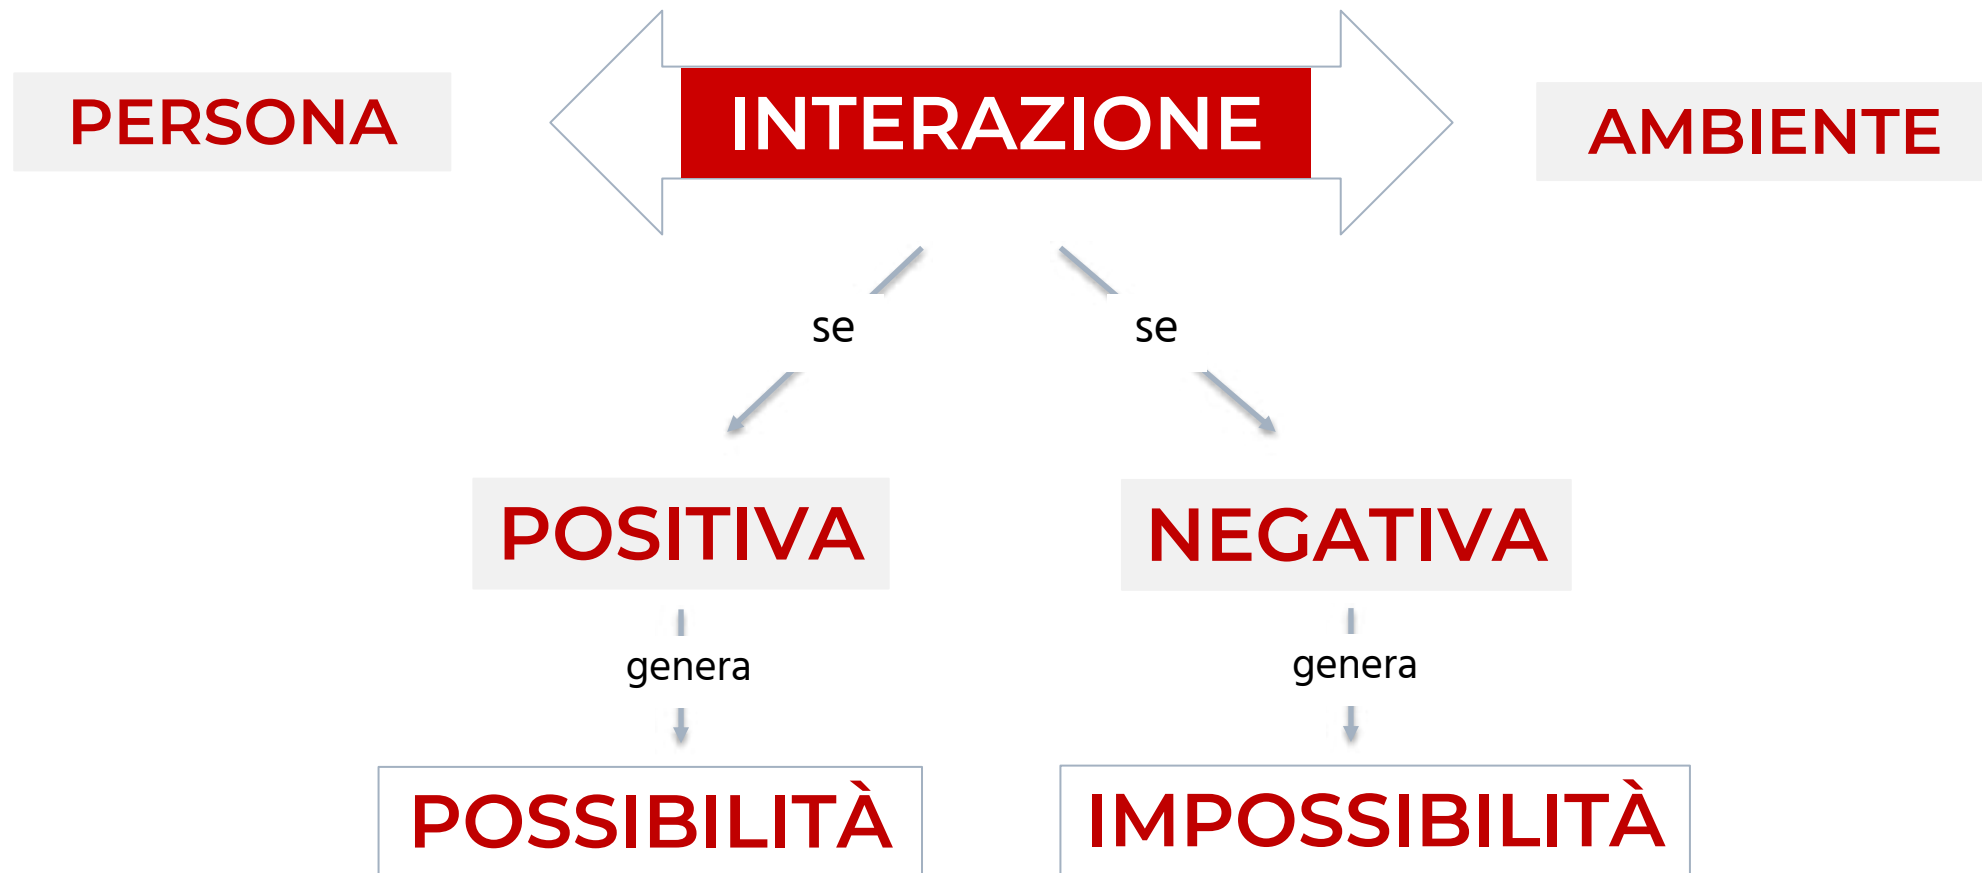 PERSONA
INTERAZIONE
AMBIENTE
se
se
POSITIVA
NEGATIVA
genera
genera
POSSIBILITÀ
IMPOSSIBILITÀ